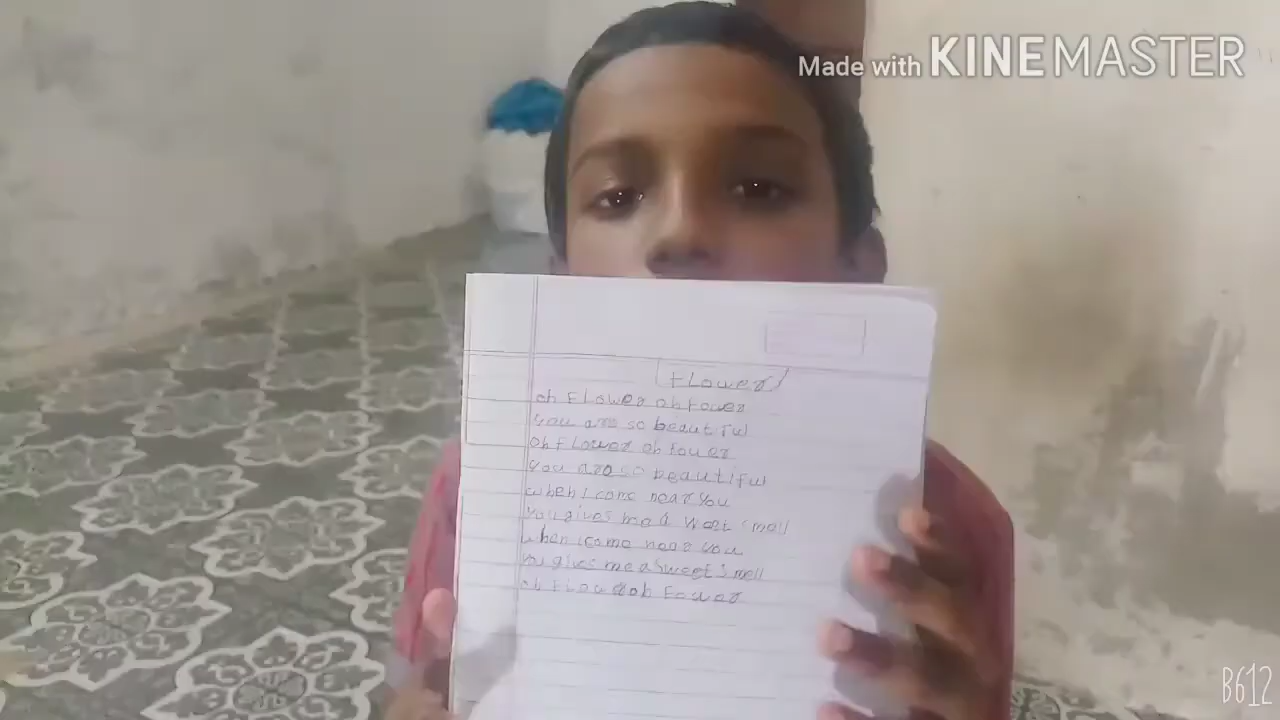 Made with KINEMASTER
Flower
oh Flower oh Fower
you are so beautiful
oh Flower oh Fower
you are so beautiful
when I come near you
you gives me a weet smell
when I come near you
you gives me a sweet smell
oh Flower oh Fower
B612